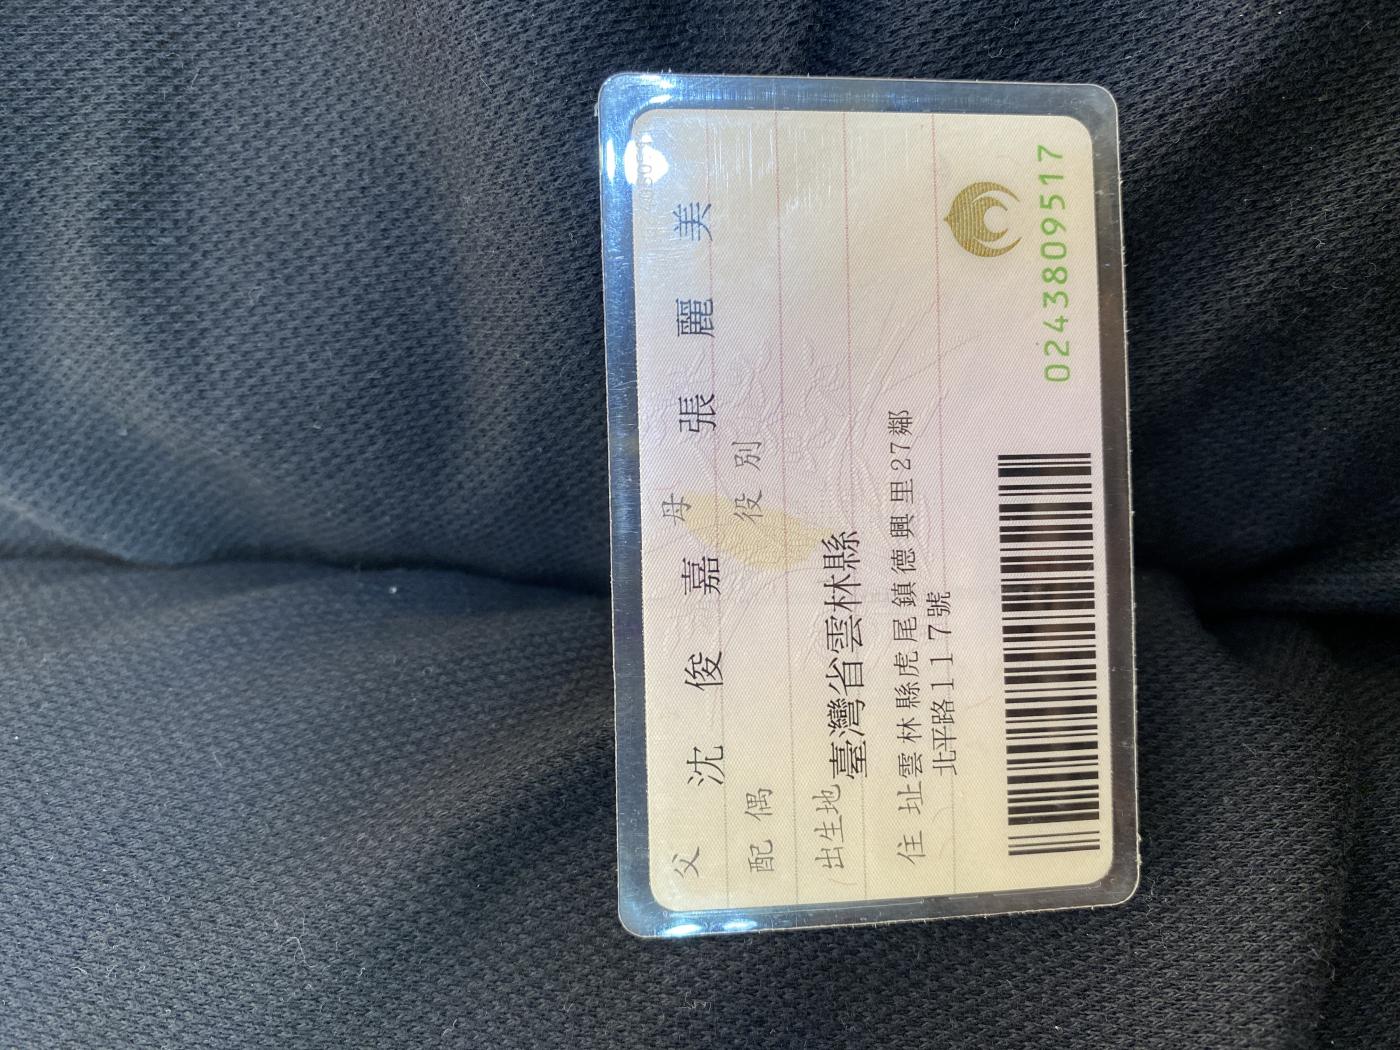 父 沈俊嘉 母 張麗美
配偶 役別
出生地 臺灣省雲林縣
住址 雲林縣虎尾鎮德興里27鄰
北平路117號
0243809517